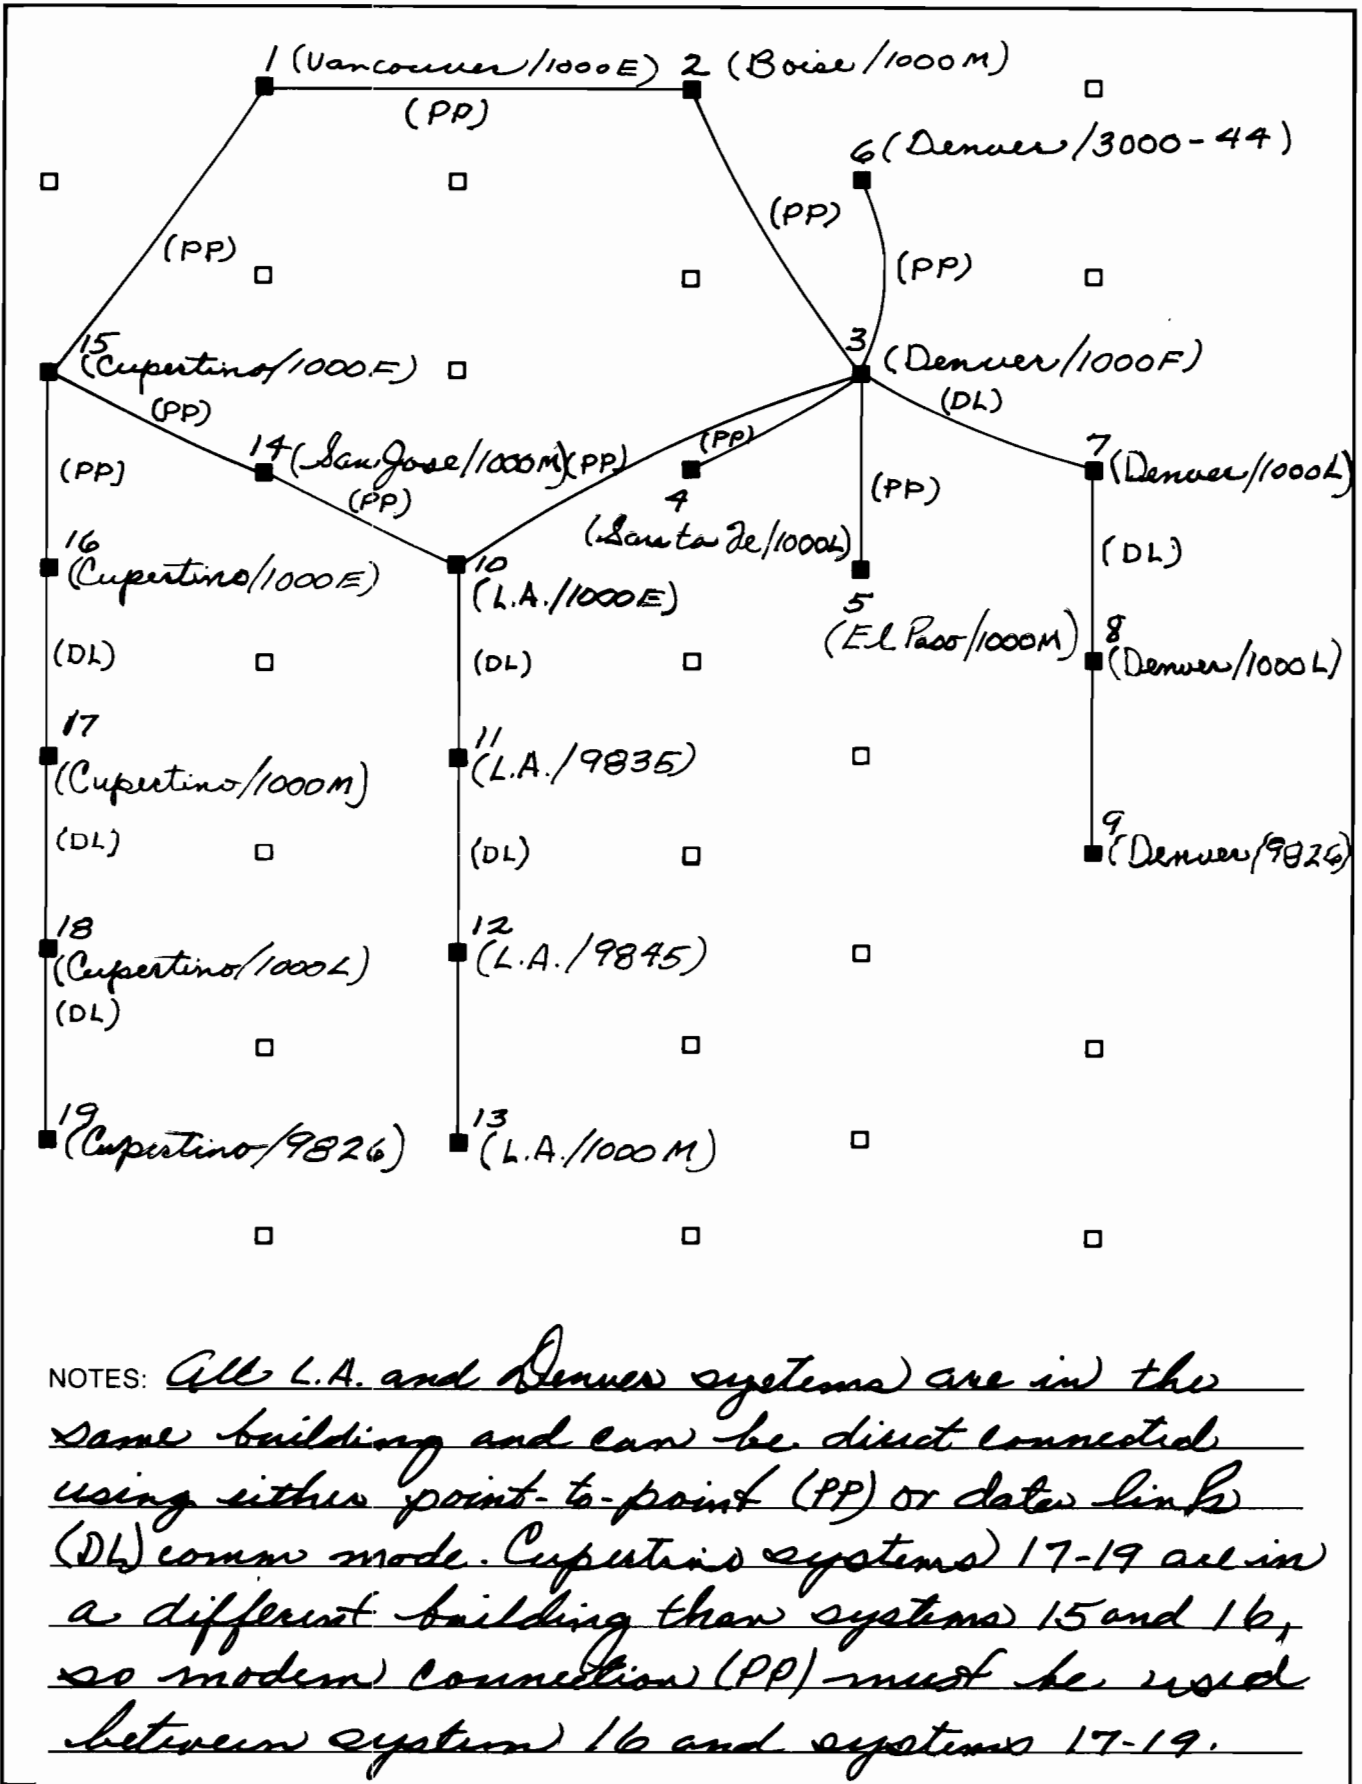 1 (Vancouver/1000E) 2 (Boise/1000M)
(PP)
6 (Denver/3000-44)
(PP)
(PP)
(PP)
15
(Cupertino/1000F)
3
(Denver/1000F)
(PP)
(DL)
14 (San Jose/1000M) (PP)
(PP)
7
(Denver/1000L)
(PP]
(PP)
4
(PP)
(Santa Fe/1000L)
(DL)
16
(Cupertino/1000E)
10
(L.A./1000E)
5
(El Paso/1000M)
8
(Denver/1000L)
(DL)
(DL)
17
(Cupertino/1000M)
11
(L.A./9835)
(DL)
(DL)
9
(Denver/9826)
18
(Cupertino/1000L)
12
(L.A./9845)
(DL)
19
(Cupertino/9826)
13
(L.A./1000M)
NOTES: All L.A. and Denver systems are in the
same building and can be direct connected
using either point-to-point (PP) or data link
(DL) comm mode. Cupertino systems 17-19 are in
a different building than systems 15 and 16,
so modem connection (PP) must be used
between system 16 and systems 17-19.